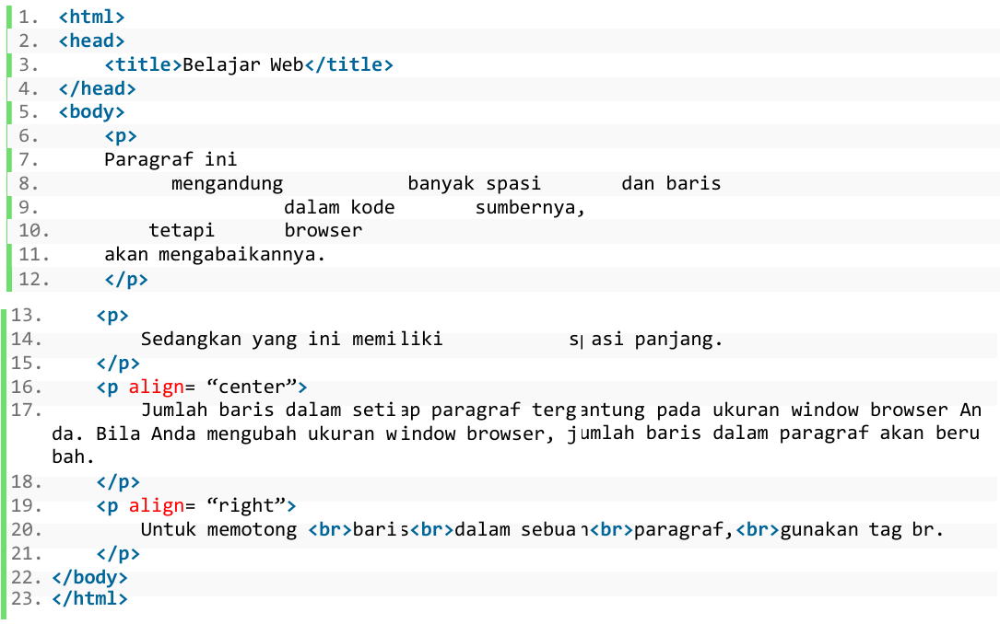 1. <html>
2. <head>
3. <title>Belajar Web</title>
4. </head>
5. <body>
6. <p>
7. Paragraf ini
8. mengandung banyak spasi dan baris
9. dalam kode sumbernya,
10. tetapi browser
11. akan mengabaikannya.
12. </p>
13. <p>
14. Sedangkan yang ini memiliki spasi panjang.
15. </p>
16. <p align= “center”>
17. Jumlah baris dalam setiap paragraf tergantung pada ukuran window browser An
da. Bila Anda mengubah ukuran window browser, jumlah baris dalam paragraf akan beru
bah.
18. </p>
19. <p align= “right”>
20. Untuk memotong <br>baris<br>dalam sebuah<br>paragraf,<br>gunakan tag br.
21. </p>
22. </body>
23. </html>